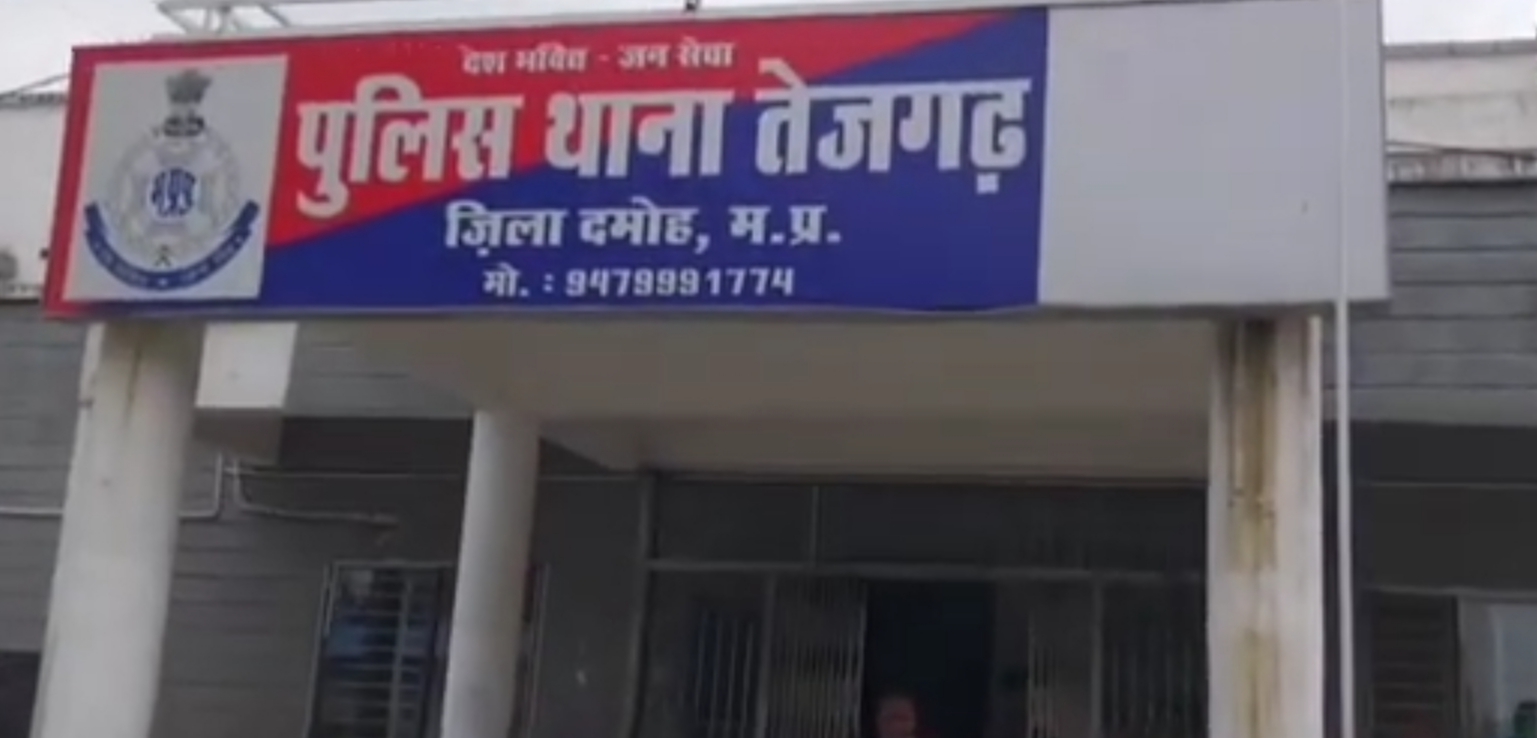 देश भक्ति - जन सेवा
पुलिस थाना तेजगढ़
ज़िला दमोह, म.प्र.
मो. : 9479991774